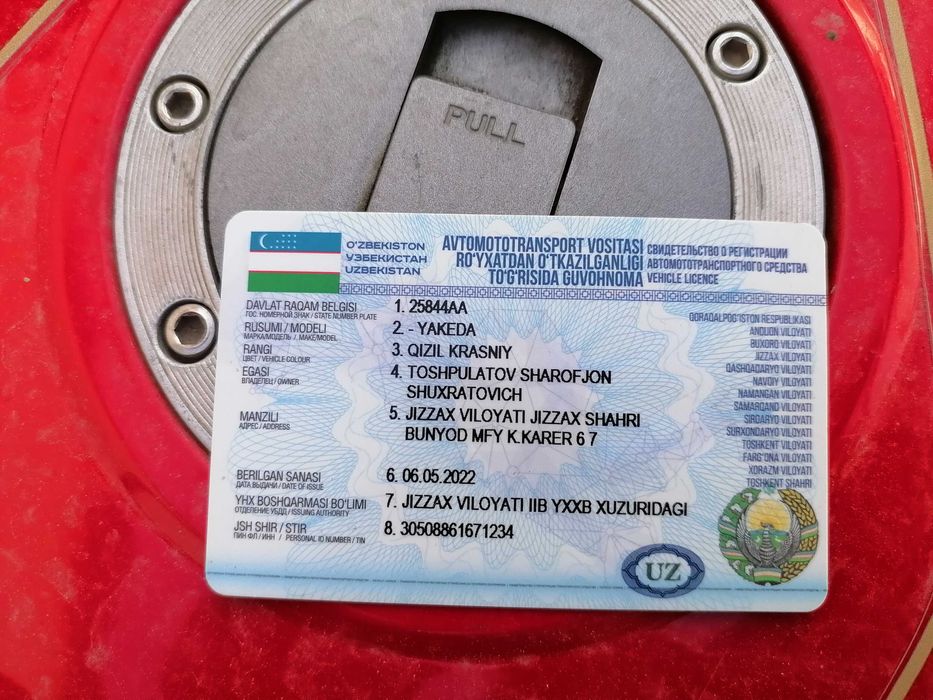 PULL
O'ZBEKISTON
УЗБЕКИСТАН
UZBEKISTAN
AVTOMOTOTRANSPORT VOSITASI
RO'YXATDAN O'TKAZILGANLIGI
TO'G'RISIDA GUVOHNOMA
СВИДЕТЕЛЬСТВО О РЕГИСТРАЦИИ
АВТОМОТОТРАНСПОРТНОГО СРЕДСТВА
VEHICLE LICENCE
DAVLAT RAQAM BELGISI
ГОС. НОМЕРНОЙ ЗНАК / STATE NUMBER PLATE
1. 25844AA
RUSUMI / MODELI
МАРКА/МОДЕЛЬ / MAKE/MODEL
2. - YAKEDA
RANGI
ЦВЕТ / VEHICLE COLOUR
3. QIZIL KRASNIY
EGASI
ВЛАДЕЛЕЦ / OWNER
4. TOSHPULATOV SHAROFJON
SHUXRATOVICH
MANZILI
АДРЕС / ADDRESS
5. JIZZAX VILOYATI JIZZAX SHAHRI
BUNYOD MFY K.KARER 6 7
BERILGAN SANASI
ДАТА ВЫДАЧИ / DATE OF ISSUE
6. 06.05.2022
YHX BOSHQARMASI BO'LIMI
ОТДЕЛЕНИЕ УБДД / ISSUING AUTHORITY
7. JIZZAX VILOYATI IIB YXXB XUZURIDAGI
JSH SHIR / STIR
ПИН ФЛ / ИНН / PERSONAL ID NUMBER / TIN
8. 30508861671234
QORAQALPOG'ISTON RESPUBLIKASI
ANDIJON VILOYATI
BUXORO VILOYATI
JIZZAX VILOYATI
QASHQADARYO VILOYATI
NAVOIY VILOYATI
NAMANGAN VILOYATI
SAMARQAND VILOYATI
SIRDARYO VILOYATI
SURXONDARYO VILOYATI
TOSHKENT VILOYATI
FARG'ONA VILOYATI
XORAZM VILOYATI
TOSHKENT SHAHRI
UZ